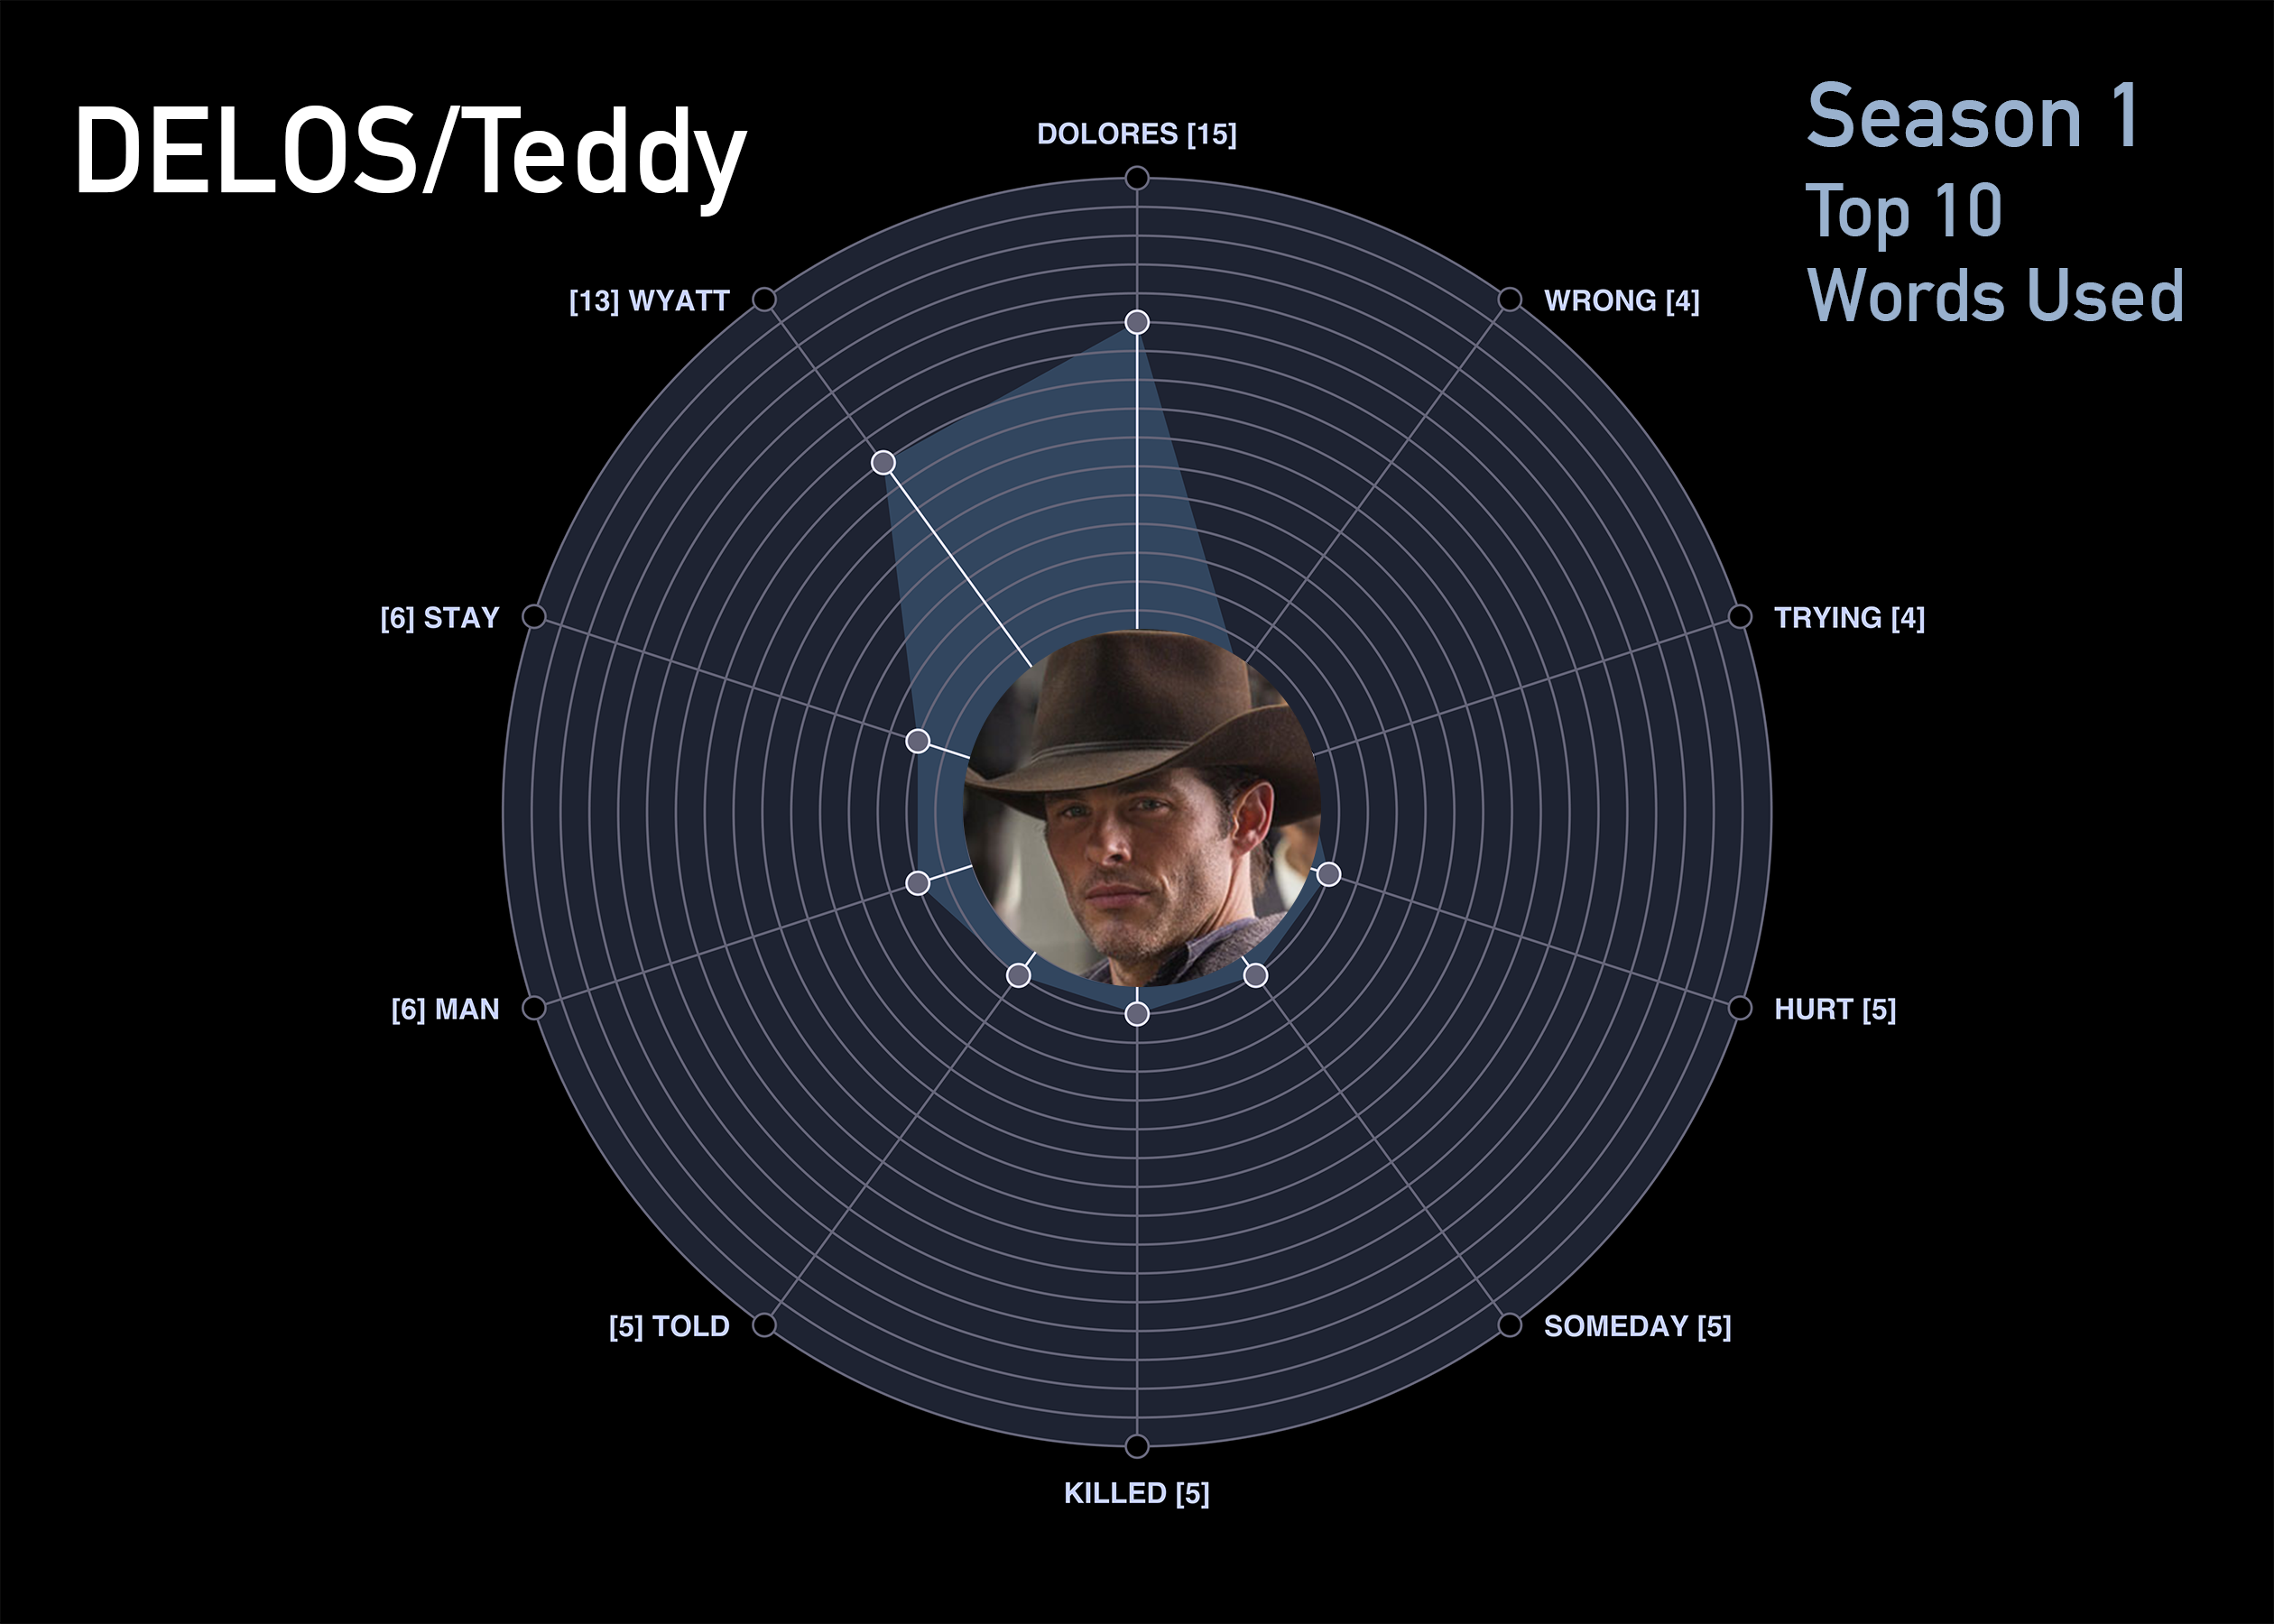 DELOS/Teddy
Season 1
Top 10
Words Used
DOLORES [15]
WRONG [4]
TRYING [4]
HURT [5]
SOMEDAY [5]
KILLED [5]
[5] TOLD
[6] MAN
[6] STAY
[13] WYATT